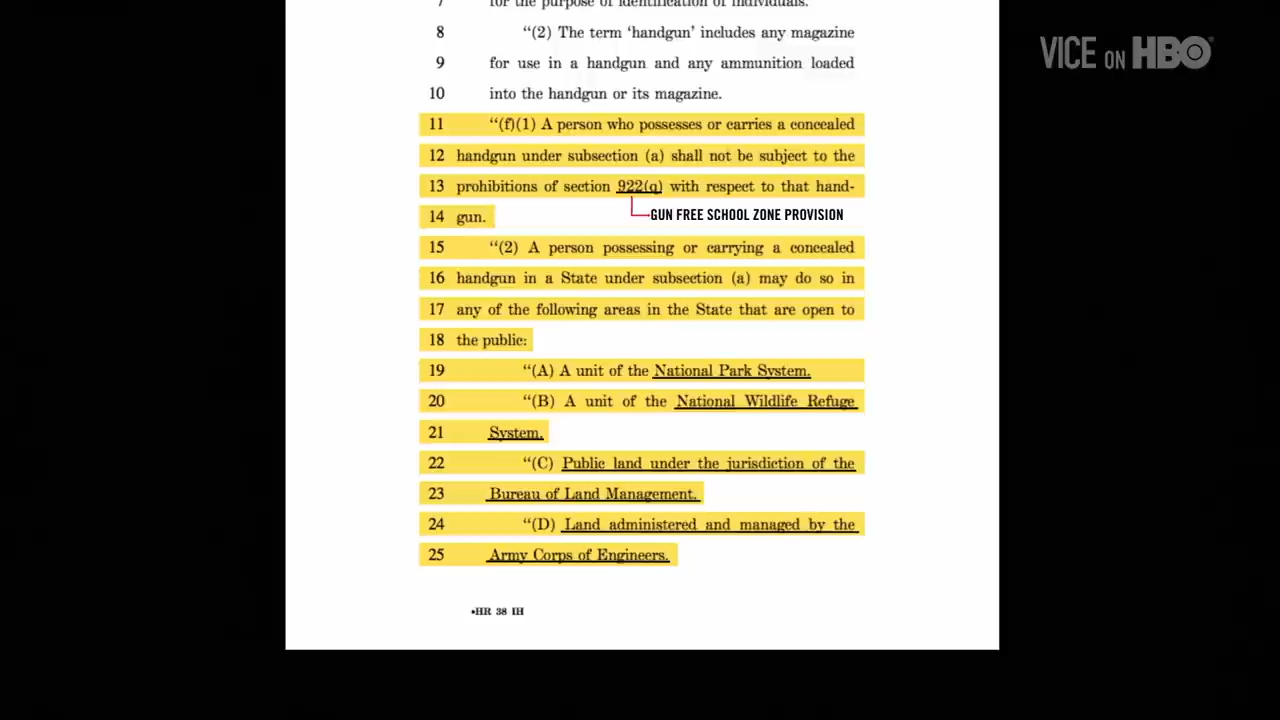 7 for the purpose of identification of individuals.
VICE ON HBO®
8 "(2) The term 'handgun' includes any magazine
9 for use in a handgun and any ammunition loaded
10 into the handgun or its magazine.
11 "(f)(1) A person who possesses or carries a concealed
12 handgun under subsection (a) shall not be subject to the
13 prohibitions of section 922(q) with respect to that hand-
14 gun.
GUN FREE SCHOOL ZONE PROVISION
15 "(2) A person possessing or carrying a concealed
16 handgun in a State under subsection (a) may do so in
17 any of the following areas in the State that are open to
18 the public:
19 "(A) A unit of the National Park System.
20 "(B) A unit of the National Wildlife Refuge
21 System.
22 "(C) Public land under the jurisdiction of the
23 Bureau of Land Management.
24 "(D) Land administered and managed by the
25 Army Corps of Engineers.
•HR 38 IH